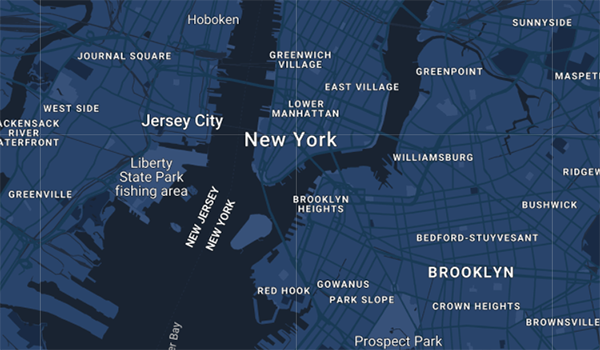 Hoboken
SUNNYSIDE
JOURNAL SQUARE
GREENWICH
VILLAGE
GREENPOINT
MASPET
EAST VILLAGE
WEST SIDE
LOWER
MANHATTAN
ACKENSACK
RIVER
ATERFRONT
Jersey City
New York
WILLIAMSBURG
Liberty
State Park
fishing area
RIDGEW
GREENVILLE
NEW JERSEY
NEW YORK
BROOKLYN
HEIGHTS
BUSHWICK
BEDFORD-STUYVESANT
BROOKLYN
RED HOOK
GOWANUS
PARK SLOPE
CROWN HEIGHTS
BROWNSVILLE
er Bay
Prospect Park